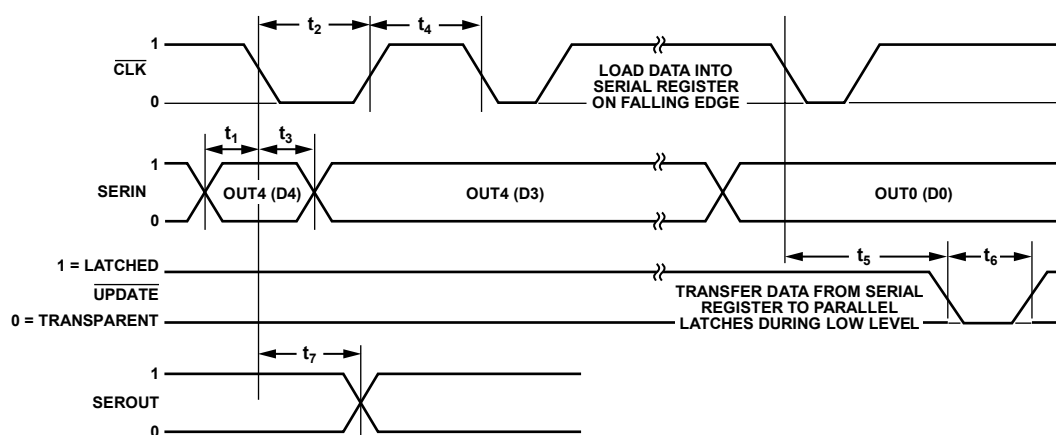 t2
t4
1
CLK
0
LOAD DATA INTO
SERIAL REGISTER
ON FALLING EDGE
t1
t3
1
SERIN
0
OUT4 (D4)
OUT4 (D3)
OUT0 (D0)
t5
t6
1 = LATCHED
UPDATE
0 = TRANSPARENT
TRANSFER DATA FROM SERIAL
REGISTER TO PARALLEL
LATCHES DURING LOW LEVEL
t7
1
SEROUT
0